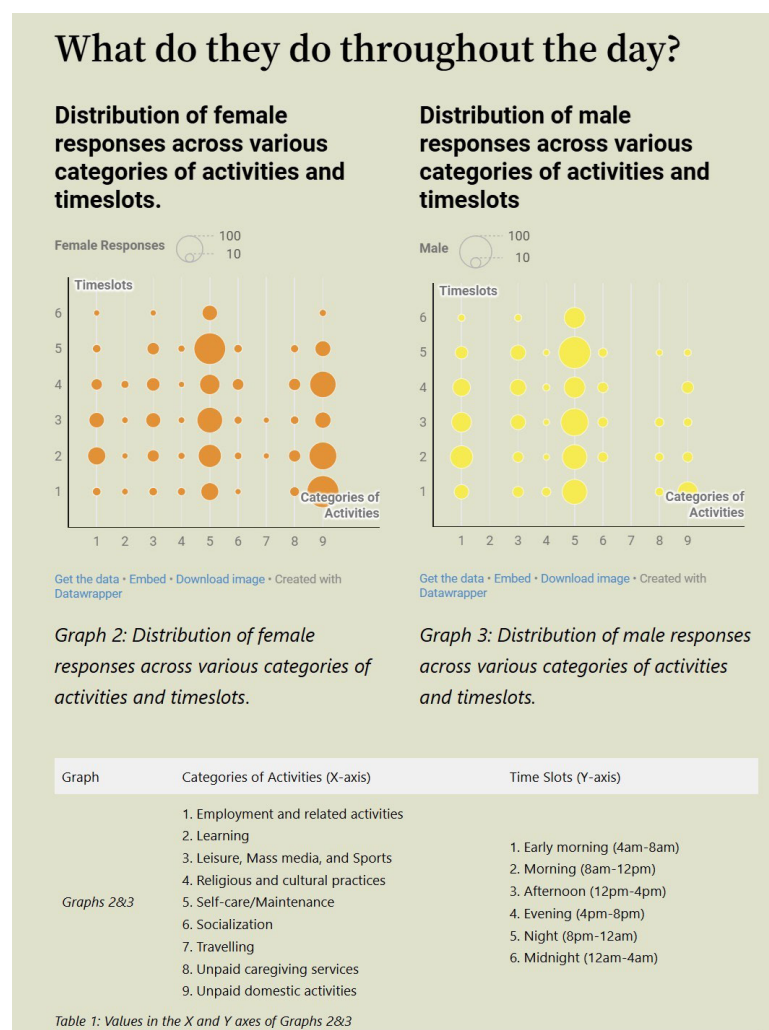 What do they do throughout the day?
Distribution of female
responses across various
categories of activities and
timeslots.
Female Responses
100
10
Timeslots
6
5
4
3
2
1
Categories of
Activities
1 2 3 4 5 6 7 8 9
Get the data • Embed • Download image • Created with
Datawrapper
Graph 2: Distribution of female
responses across various categories of
activities and timeslots.
Distribution of male
responses across various
categories of activities and
timeslots
Male
100
10
Timeslots
6
5
4
3
2
1
Categories of
Activities
1 2 3 4 5 6 7 8 9
Get the data • Embed • Download image • Created with
Datawrapper
Graph 3: Distribution of male responses
across various categories of activities
and timeslots.
Graph Categories of Activities (X-axis) Time Slots (Y-axis)
Graphs 2&3
1. Employment and related activities
2. Learning
3. Leisure, Mass media, and Sports
4. Religious and cultural practices
5. Self-care/Maintenance
6. Socialization
7. Travelling
8. Unpaid caregiving services
9. Unpaid domestic activities
1. Early morning (4am-8am)
2. Morning (8am-12pm)
3. Afternoon (12pm-4pm)
4. Evening (4pm-8pm)
5. Night (8pm-12am)
6. Midnight (12am-4am)
Table 1: Values in the X and Y axes of Graphs 2&3